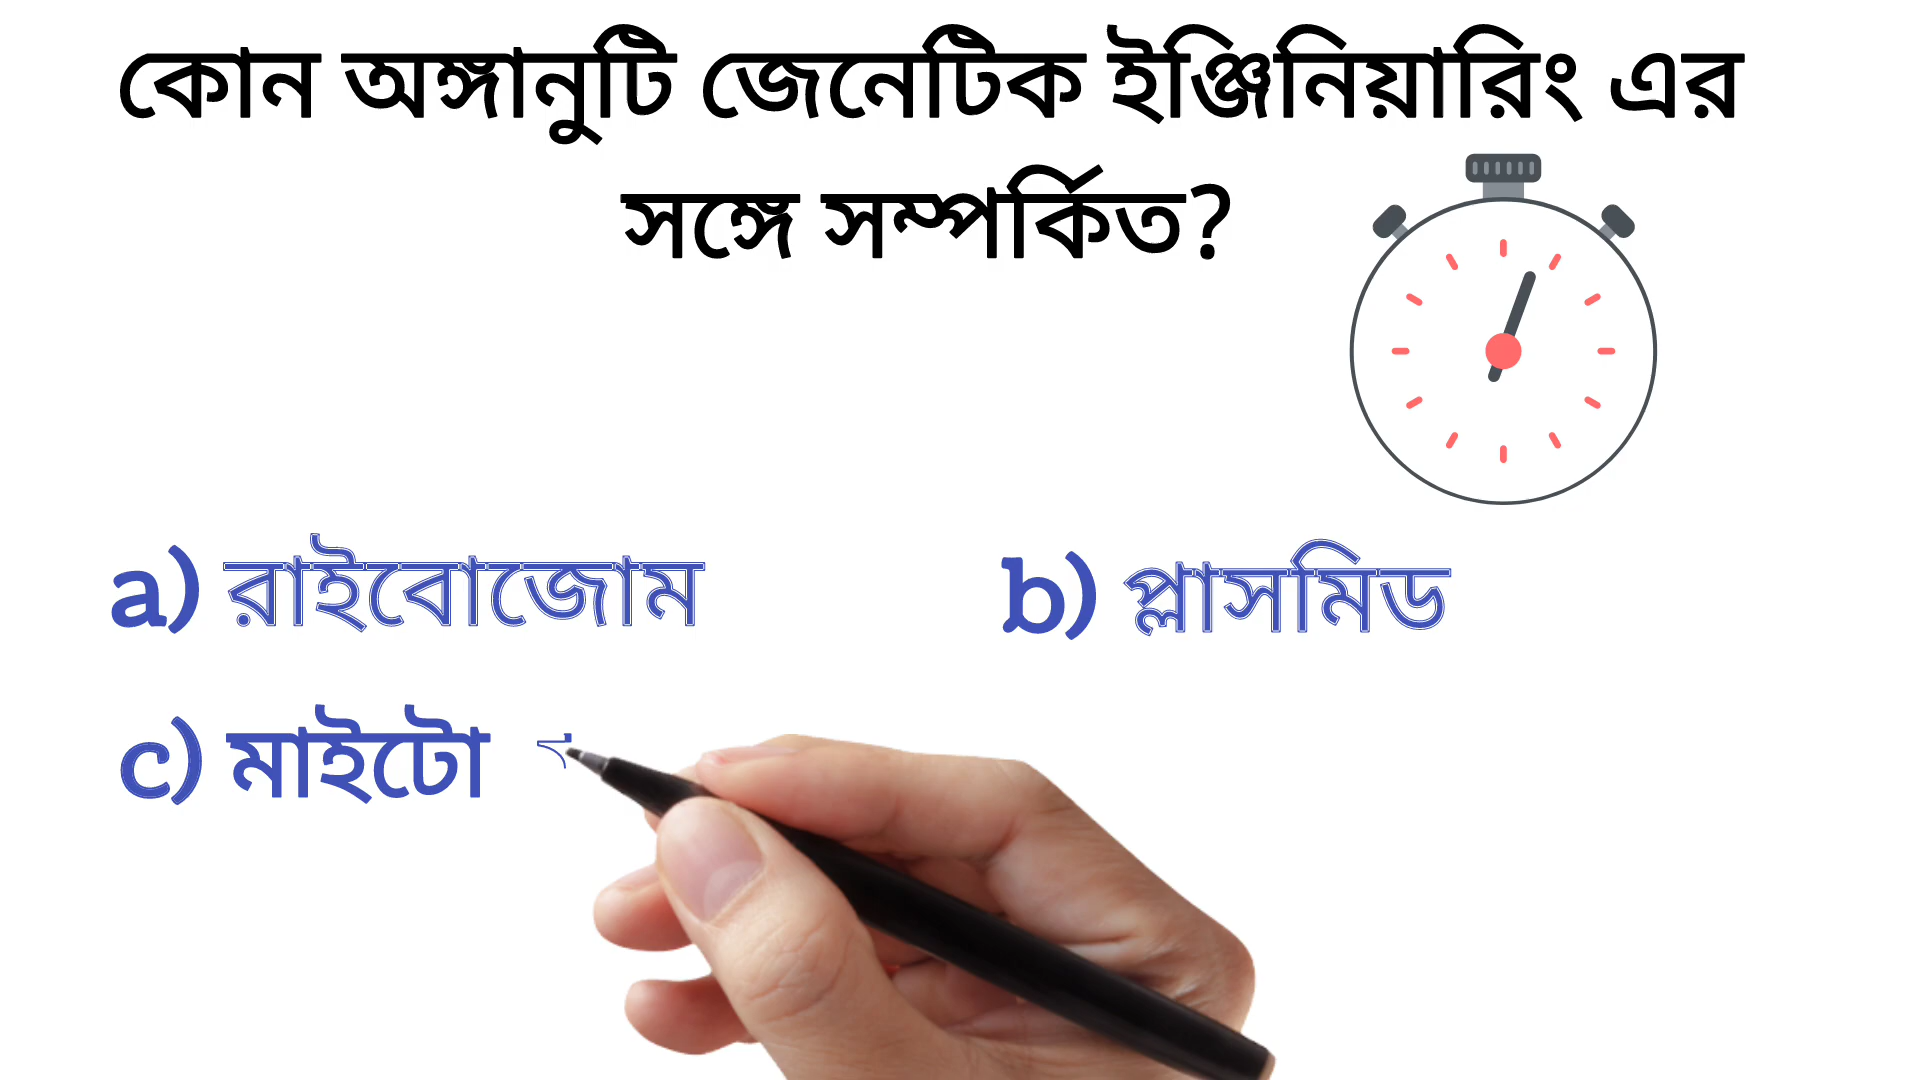 কোন অঙ্গানুটি জেনেটিক ইঞ্জিনিয়ারিং এর
সঙ্গে সম্পর্কিত?
a) রাইবোজোম
b) প্লাসমিড
c) মাইটো